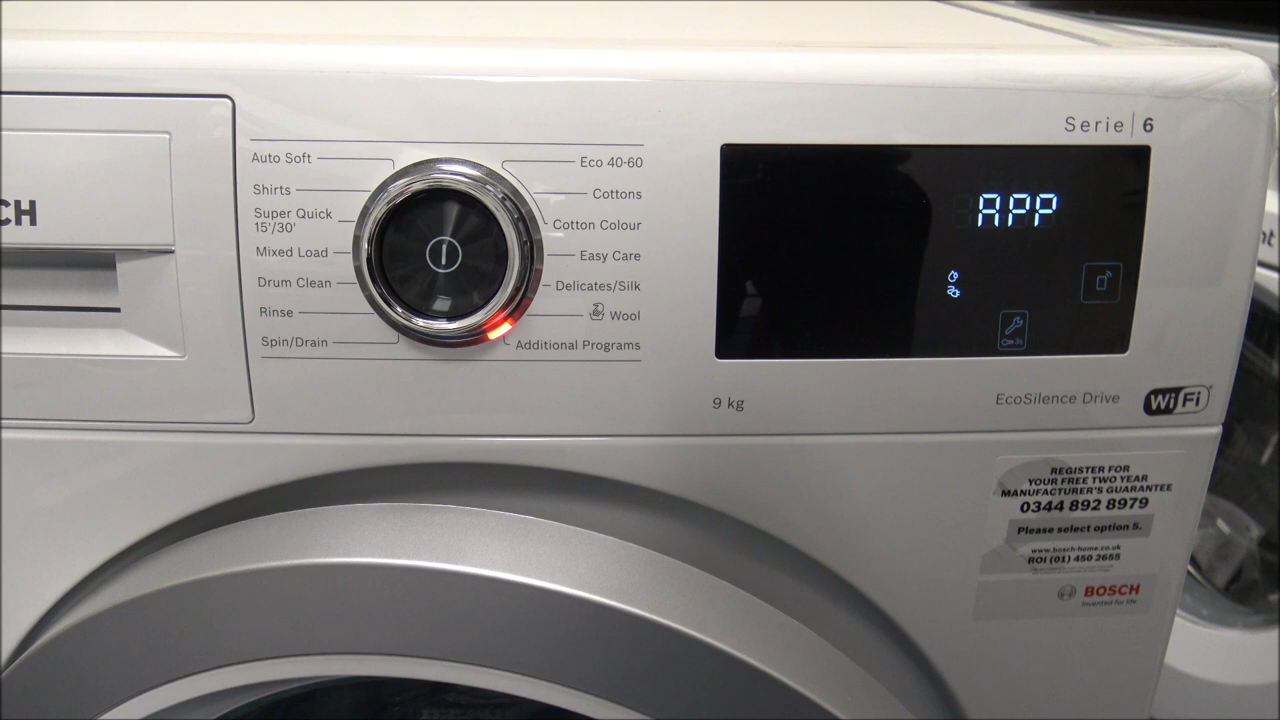 CH
Auto Soft
Shirts
Super Quick
15'/30'
Mixed Load
Drum Clean
Rinse
Spin/Drain
Eco 40-60
Cottons
Cotton Colour
Easy Care
Delicates/Silk
Wool
Additional Programs
Serie | 6
APP
3s
9 kg
EcoSilence Drive
WiFi
REGISTER FOR
YOUR FREE TWO YEAR
MANUFACTURER'S GUARANTEE
0344 892 8979
Please select option 5.
www.bosch-home.co.uk
ROI (01) 450 2655
BOSCH
Invented for life
nt